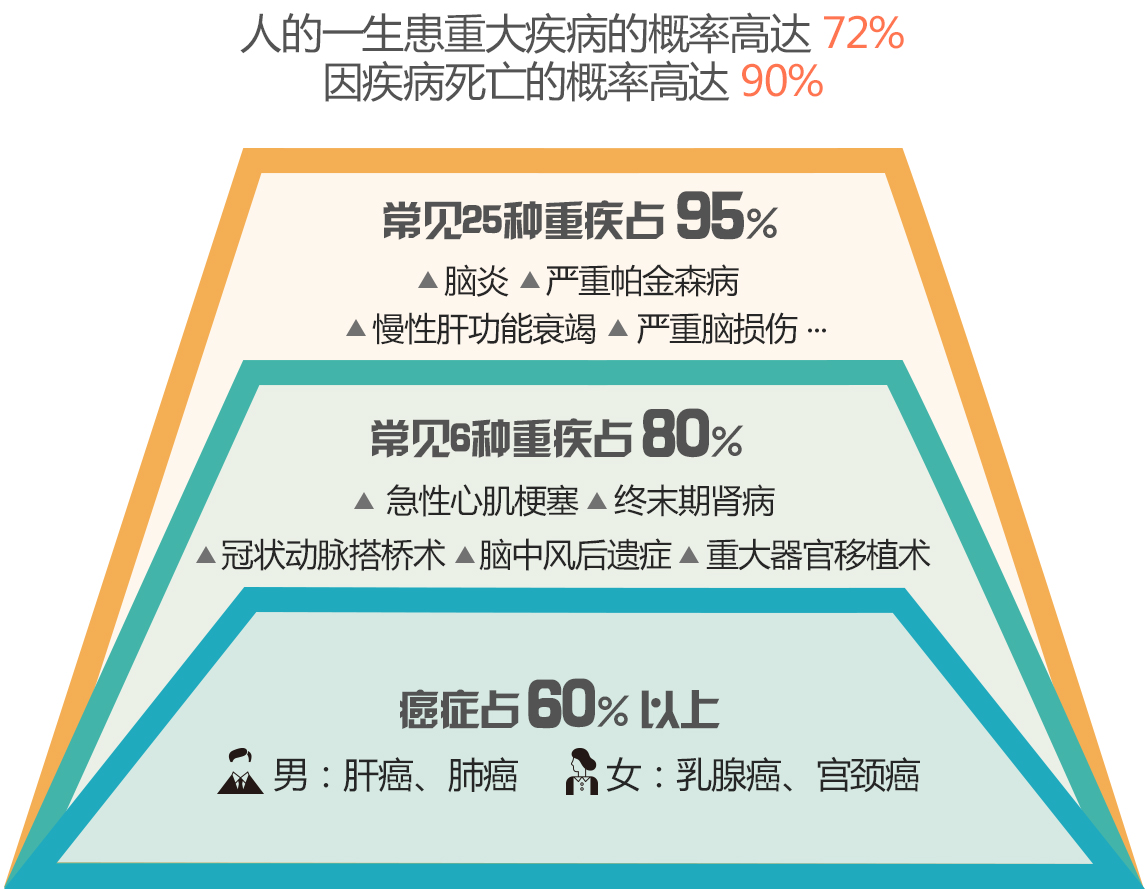 人的一生患重大疾病的概率高达 72%
因疾病死亡的概率高达 90%
常见25种重疾占 95%
▲脑炎 ▲严重帕金森病
▲慢性肝功能衰竭 ▲严重脑损伤 ···
常见6种重疾占 80%
▲急性心肌梗塞 ▲终末期肾病
▲冠状动脉搭桥术 ▲脑中风后遗症 ▲重大器官移植术
癌症占 60% 以上
男：肝癌、肺癌 女：乳腺癌、宫颈癌